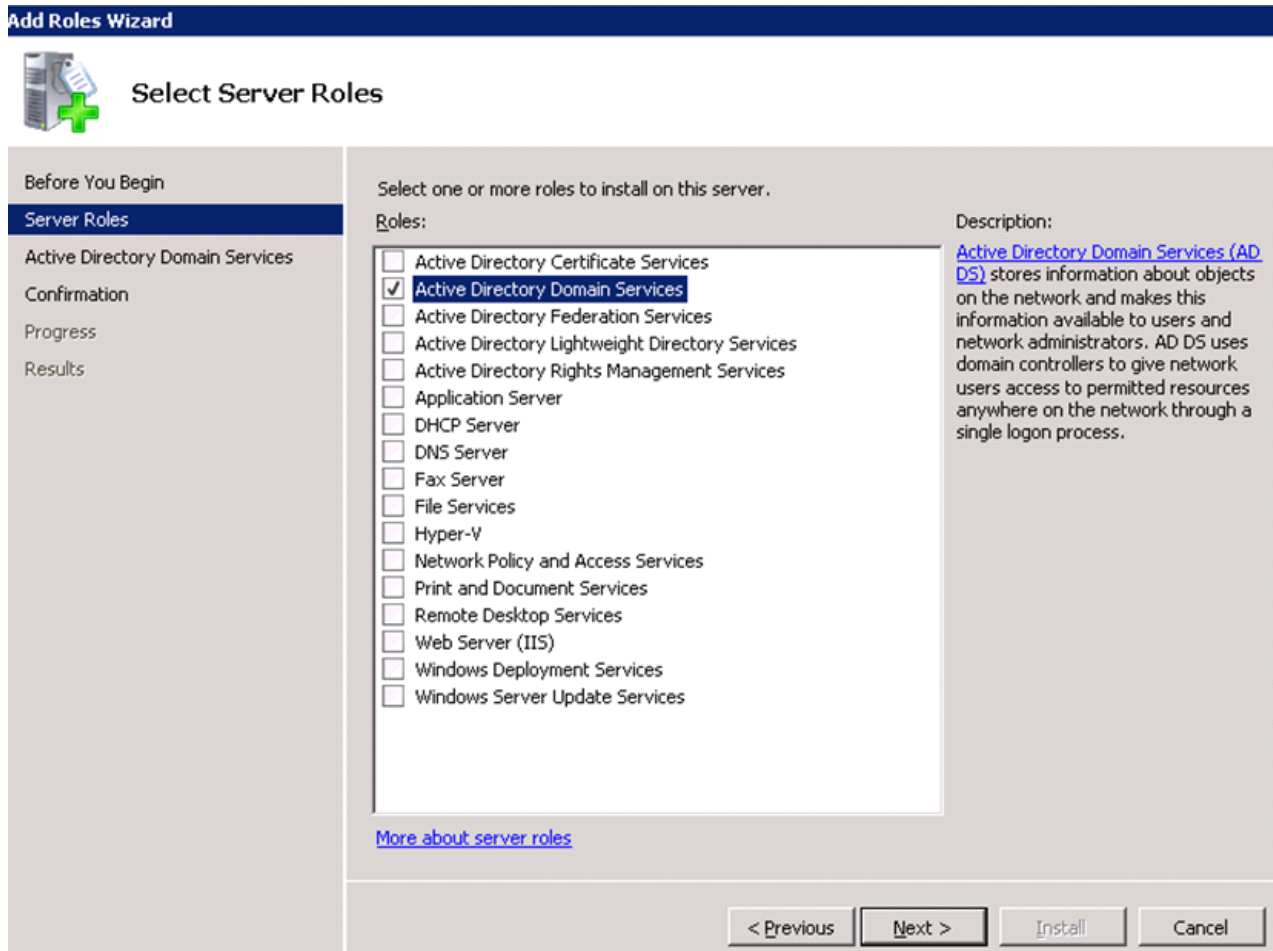 Add Roles Wizard
Select Server Roles
Before You Begin
Server Roles
Active Directory Domain Services
Confirmation
Progress
Results
Select one or more roles to install on this server.
Roles:
Active Directory Certificate Services
Active Directory Domain Services
Active Directory Federation Services
Active Directory Lightweight Directory Services
Active Directory Rights Management Services
Application Server
DHCP Server
DNS Server
Fax Server
File Services
Hyper-V
Network Policy and Access Services
Print and Document Services
Remote Desktop Services
Web Server (IIS)
Windows Deployment Services
Windows Server Update Services
More about server roles
Description:
Active Directory Domain Services (AD
DS) stores information about objects
on the network and makes this
information available to users and
network administrators. AD DS uses
domain controllers to give network
users access to permitted resources
anywhere on the network through a
single logon process.
< Previous
Next >
Install
Cancel